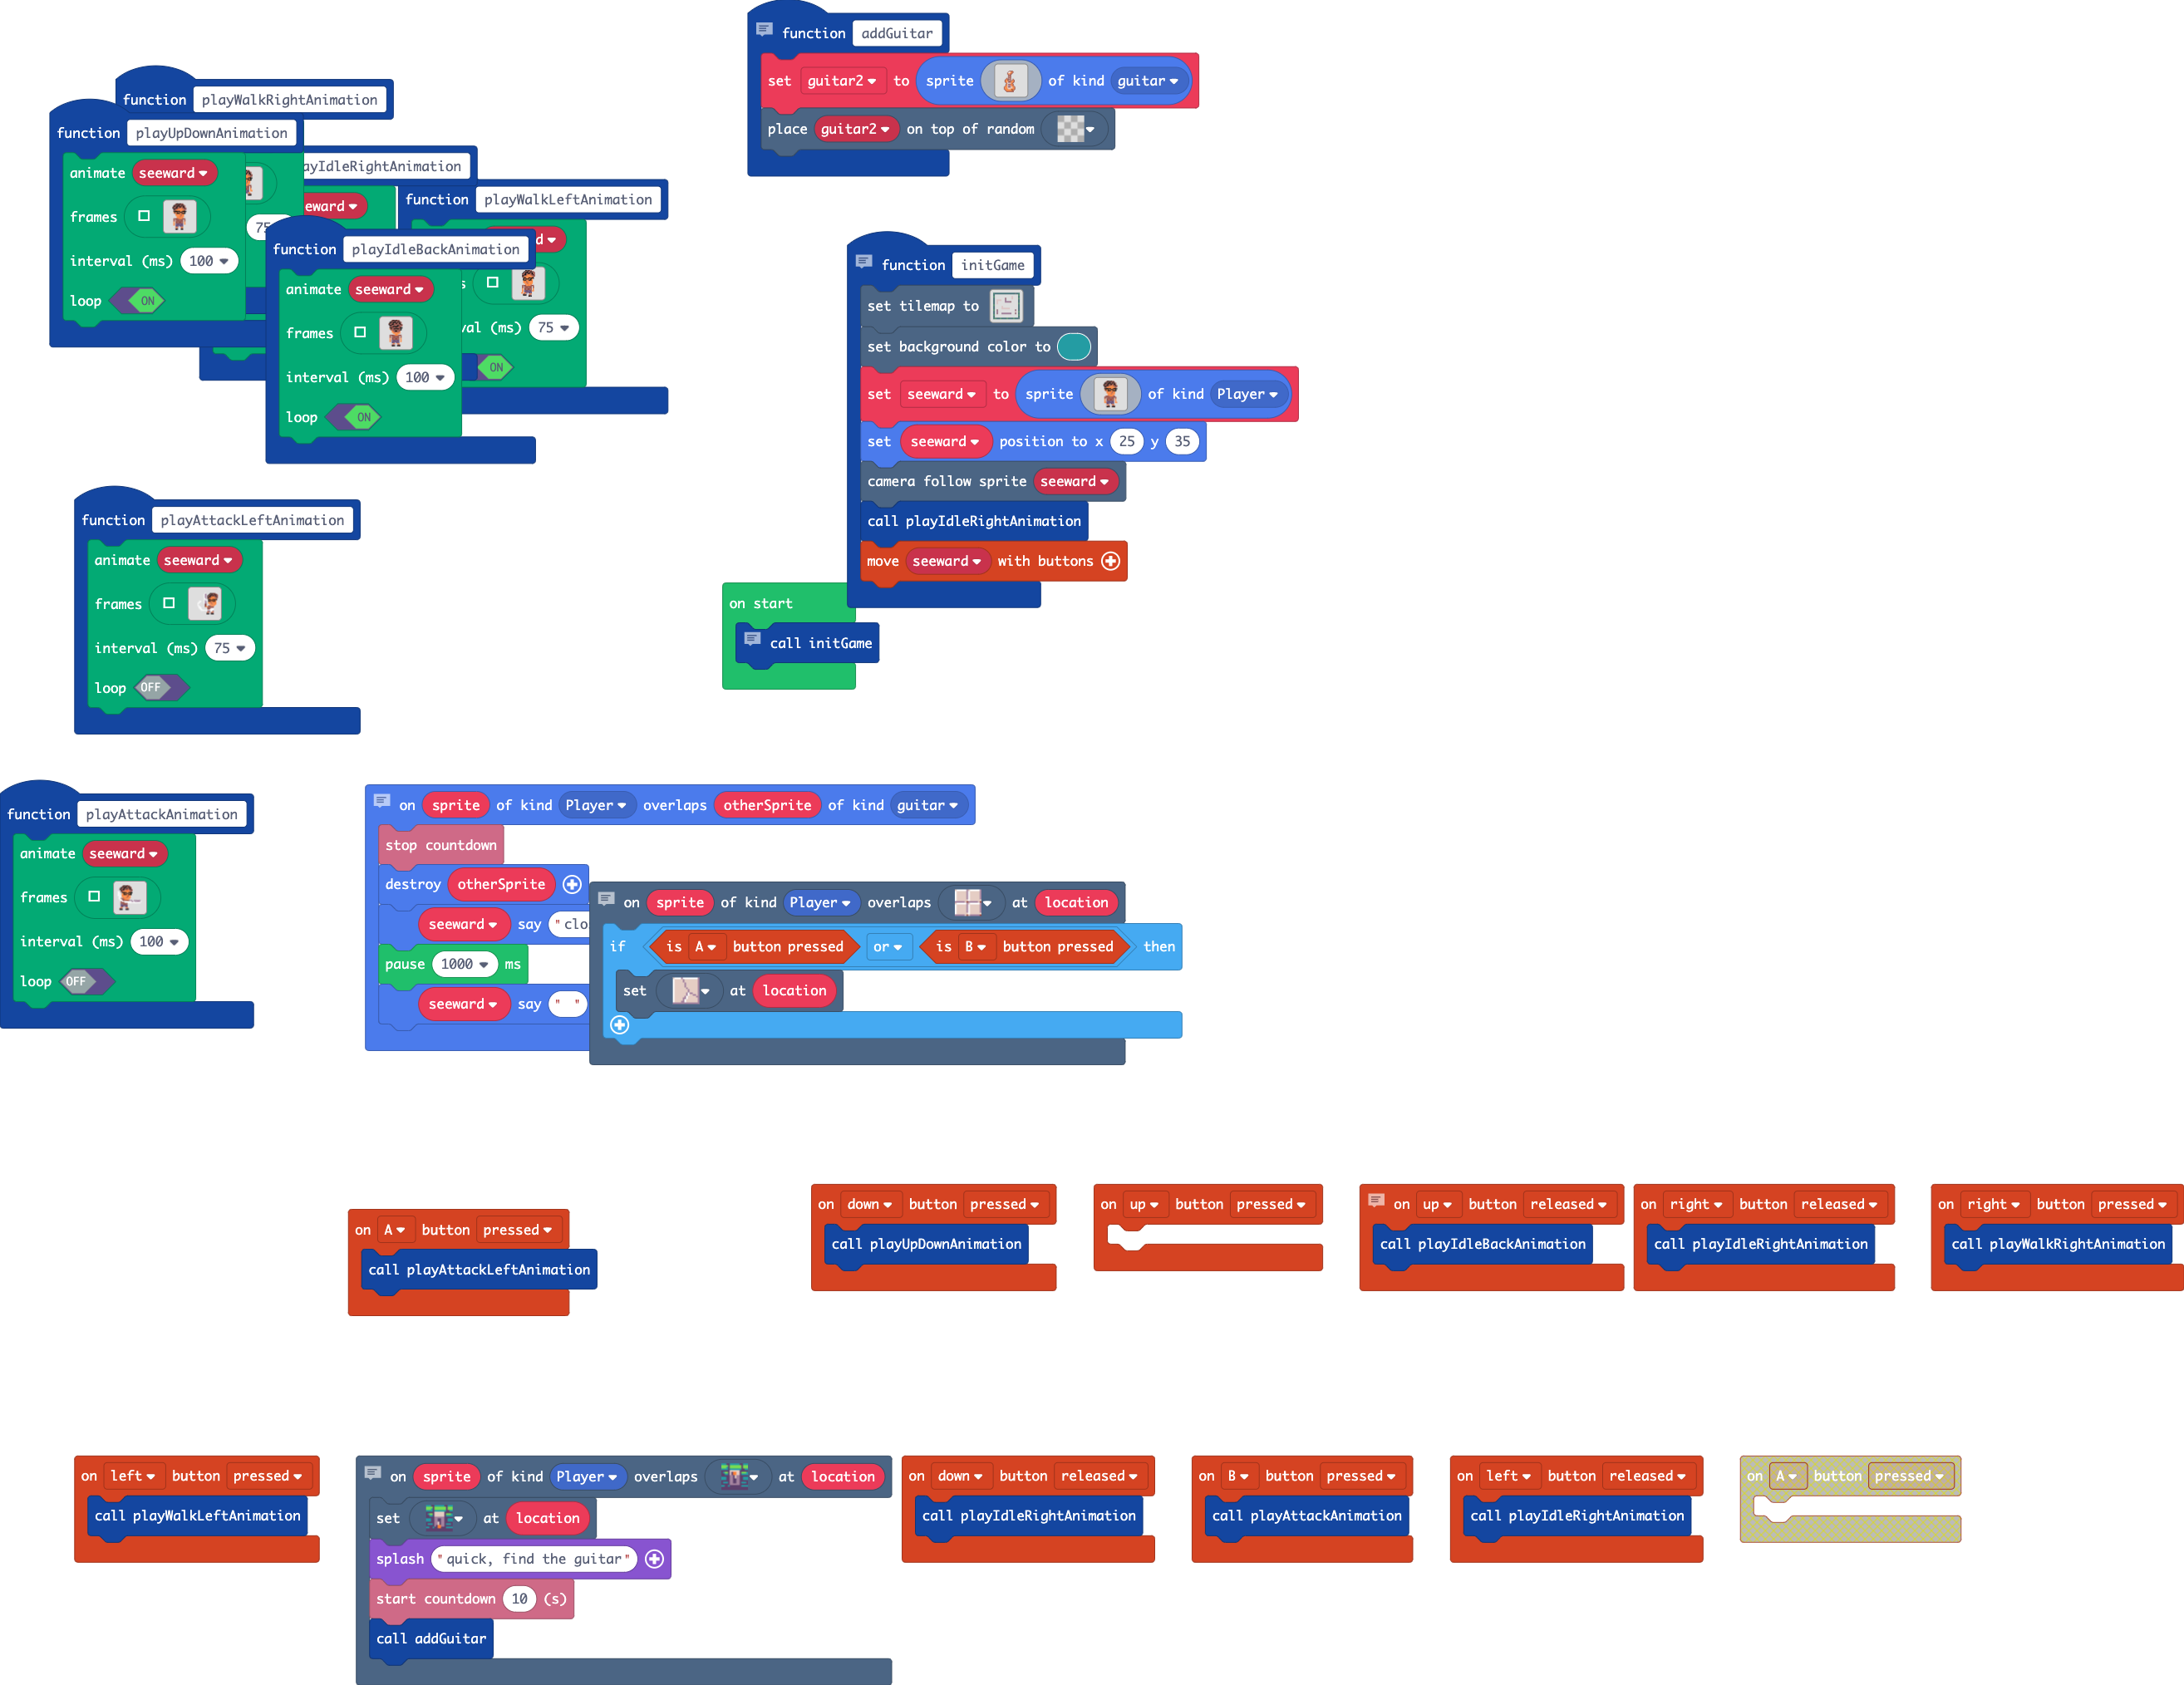 function addGuitar
set guitar2 to sprite of kind guitar
place guitar2 on top of random
function playWalkRightAnimation
function playUpDownAnimation
animate seeward
frames
interval (ms) 100
loop ON
function playWalkLeftAnimation
75
ON
function playIdleBackAnimation
animate seeward
frames
interval (ms) 100
loop ON
function initGame
set tilemap to
set background color to
set seeward to sprite of kind Player
set seeward position to x 25 y 35
camera follow sprite seeward
call playIdleRightAnimation
move seeward with buttons
on start
call initGame
function playAttackLeftAnimation
animate seeward
frames
interval (ms) 75
loop OFF
function playAttackAnimation
animate seeward
frames
interval (ms) 100
loop OFF
on sprite of kind Player overlaps otherSprite of kind guitar
stop countdown
destroy otherSprite
seeward say "clo
pause 1000 ms
seeward say " "
on sprite of kind Player overlaps at location
if is A button pressed or is B button pressed then
set at location
on A button pressed
call playAttackLeftAnimation
on down button pressed
call playUpDownAnimation
on up button pressed
on up button released
call playIdleBackAnimation
on right button released
call playIdleRightAnimation
on right button pressed
call playWalkRightAnimation
on left button pressed
call playWalkLeftAnimation
on sprite of kind Player overlaps at location
set at location
splash "quick, find the guitar"
start countdown 10 (s)
call addGuitar
on down button released
call playIdleRightAnimation
on B button pressed
call playAttackAnimation
on left button released
call playIdleRightAnimation
on A button pressed